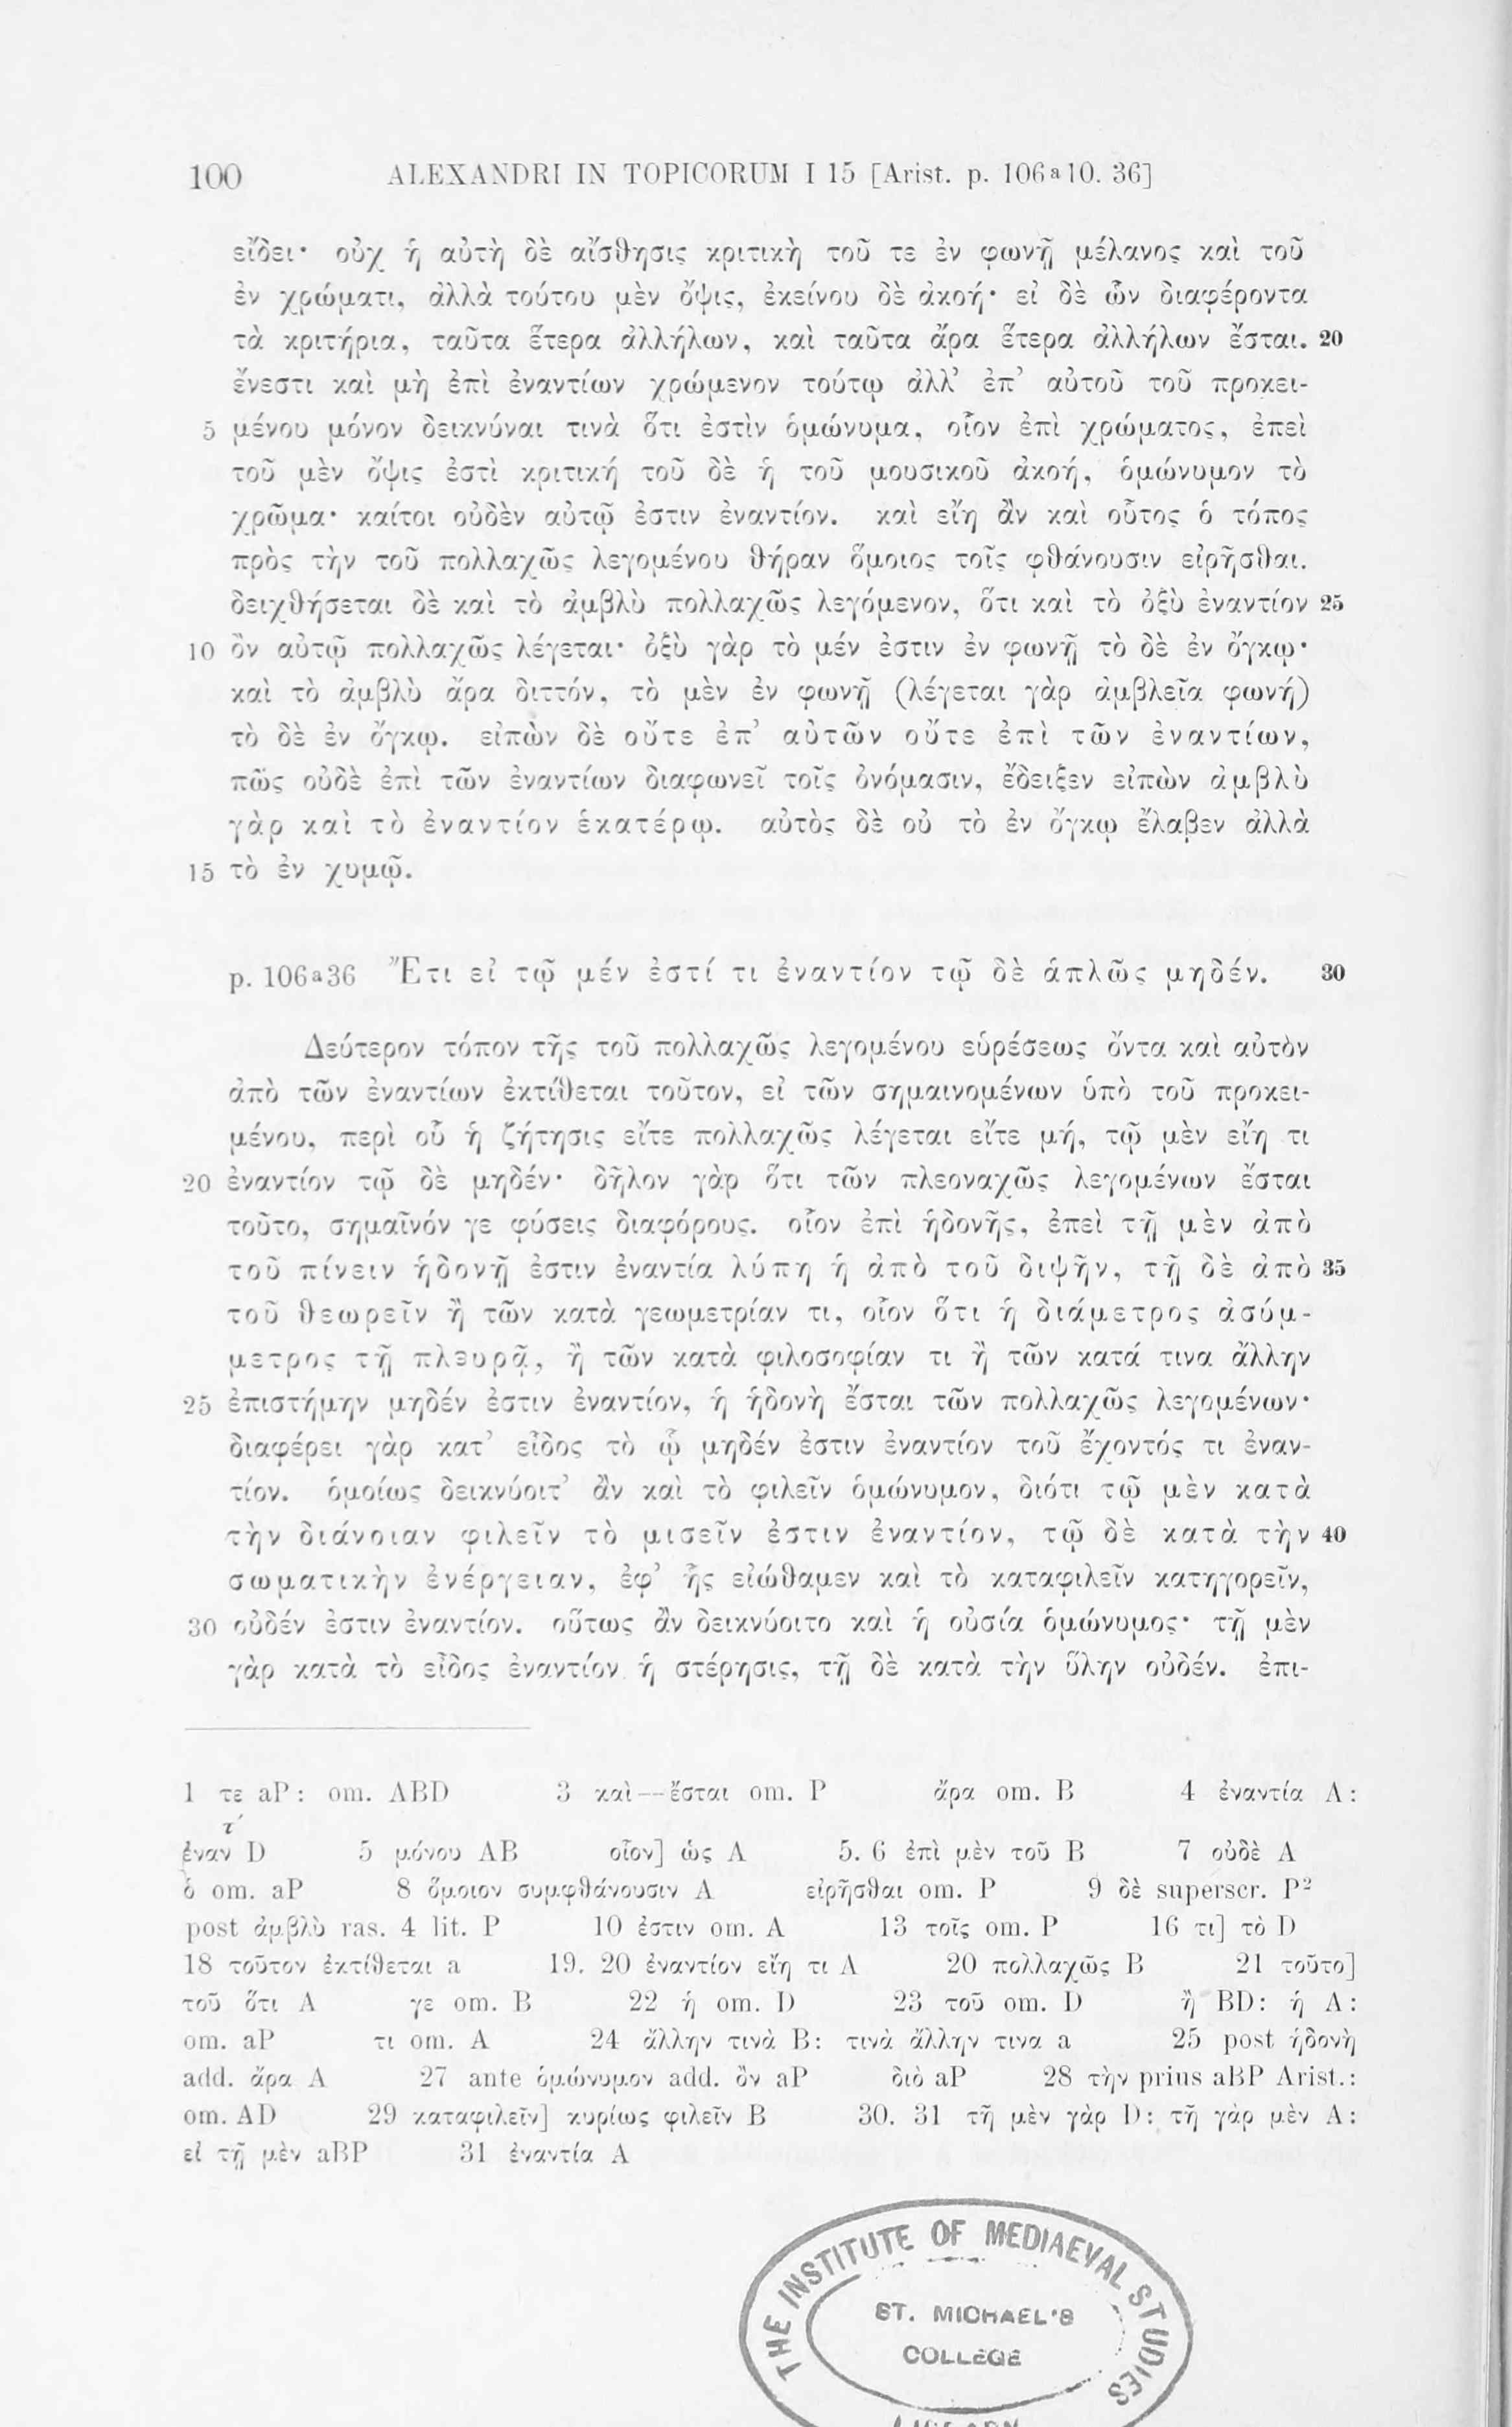 100 ALEXANDRI IN TOPICORUM I 15 [Arist. p. 106a10. 36]
εἴδει· οὐχ ἡ αὐτὴ δὲ αἴσθησις κριτικὴ τοῦ τε ἐν φωνῇ μέλανος καὶ τοῦ
ἐν χρώματι, ἀλλὰ τούτου μὲν ὄψις, ἐκείνου δὲ ἀκοή· εἰ δὲ ὧν διαφέροντα
τὰ κριτήρια, ταῦτα ἕτερα ἀλλήλων, καὶ ταῦτα ἄρα ἕτερα ἀλλήλων ἔσται. 20
ἔνεστι καὶ μὴ ἐπὶ ἐναντίων χρώμενον τούτῳ ἀλλ’ ἐπ’ αὐτοῦ τοῦ προκει-
5 μένου μόνον δεικνύναι τινὰ ὅτι ἐστὶν ὁμώνυμα, οἷον ἐπὶ χρώματος, ἐπεὶ
τοῦ μὲν ὄψις ἐστὶ κριτική τοῦ δὲ ἡ τοῦ μουσικοῦ ἀκοή, ὁμώνυμον τὸ
χρῶμα· καίτοι οὐδὲν αὐτῷ ἐστιν ἐναντίον. καὶ εἴη ἂν καὶ οὗτος ὁ τόπος
πρὸς τὴν τοῦ πολλαχῶς λεγομένου θήραν ὅμοιος τοῖς φθάνουσιν εἰρῆσθαι.
δειχθήσεται δὲ καὶ τὸ ἀμβλὺ πολλαχῶς λεγόμενον, ὅτι καὶ τὸ ὀξὺ ἐναντίον 25
10 ὂν αὐτῷ πολλαχῶς λέγεται· ὀξὺ γὰρ τὸ μέν ἐστιν ἐν φωνῇ τὸ δὲ ἐν ὄγκῳ·
καὶ τὸ ἀμβλὺ ἄρα διττόν, τὸ μὲν ἐν φωνῇ (λέγεται γὰρ ἀμβλεῖα φωνή)
τὸ δὲ ἐν ὄγκῳ. εἰπὼν δὲ οὔτε ἐπ’ αὐτῶν οὔτε ἐπὶ τῶν ἐναντίων,
πῶς οὐδὲ ἐπὶ τῶν ἐναντίων διαφωνεῖ τοῖς ὀνόμασιν, ἔδειξεν εἰπὼν ἀμβλὺ
γὰρ καὶ τὸ ἐναντίον ἑκατέρῳ. αὐτὸς δὲ οὐ τὸ ἐν ὄγκῳ ἔλαβεν ἀλλὰ
15 τὸ ἐν χυμῷ.
p. 106a36 Ἔτι εἰ τῷ μέν ἐστί τι ἐναντίον τῷ δὲ ἁπλῶς μηδέν. 30
Δεύτερον τόπον τῆς τοῦ πολλαχῶς λεγομένου εὑρέσεως ὄντα καὶ αὐτὸν
ἀπὸ τῶν ἐναντίων ἐκτίθεται τοῦτον, εἰ τῶν σημαινομένων ὑπὸ τοῦ προκει-
μένου, περὶ οὗ ἡ ζήτησις εἴτε πολλαχῶς λέγεται εἴτε μή, τῷ μὲν εἴη τι
20 ἐναντίον τῷ δὲ μηδέν· δῆλον γὰρ ὅτι τῶν πλεοναχῶς λεγομένων ἔσται
τοῦτο, σημαῖνόν γε φύσεις διαφόρους. οἷον ἐπὶ ἡδονῆς, ἐπεὶ τῇ μὲν ἀπὸ
τοῦ πίνειν ἡδονῇ ἐστιν ἐναντία λύπη ἡ ἀπὸ τοῦ διψῆν, τῇ δὲ ἀπὸ 35
τοῦ θεωρεῖν ἢ τῶν κατὰ γεωμετρίαν τι, οἷον ὅτι ἡ διάμετρος ἀσύμ-
μετρος τῇ πλευρᾷ, ἢ τῶν κατὰ φιλοσοφίαν τι ἢ τῶν κατά τινα ἄλλην
25 ἐπιστήμην μηδέν ἐστιν ἐναντίον, ἡ ἡδονὴ ἔσται τῶν πολλαχῶς λεγομένων·
διαφέρει γὰρ κατ’ εἶδος τὸ ᾧ μηδέν ἐστιν ἐναντίον τοῦ ἔχοντός τι ἐναν-
τίον. ὁμοίως δεικνύοιτ’ ἂν καὶ τὸ φιλεῖν ὁμώνυμον, διότι τῷ μὲν κατὰ
τὴν διάνοιαν φιλεῖν τὸ μισεῖν ἐστιν ἐναντίον, τῷ δὲ κατὰ τὴν 40
σωματικὴν ἐνέργειαν, ἐφ’ ἧς εἰώθαμεν καὶ τὸ καταφιλεῖν κατηγορεῖν,
30 οὐδέν ἐστιν ἐναντίον. οὕτως ἂν δεικνύοιτο καὶ ἡ οὐσία ὁμώνυμος· τῇ μὲν
γὰρ κατὰ τὸ εἶδος ἐναντίον ἡ στέρησις, τῇ δὲ κατὰ τὴν ὕλην οὐδέν. ἐπι-
1 τε aP: om. ABD 3 καὶ—ἔσται om. P ἄρα om. B 4 ἐναντία A:
τ
ἐναν D 5 μόνου AB οἷον] ὡς A 5. 6 ἐπὶ μὲν τοῦ B 7 οὐδὲ A
ὁ om. aP 8 ὅμοιον συμφθάνουσιν A εἰρῆσθαι om. P 9 δὲ superscr. P2
post ἀμβλὺ ras. 4 lit. P 10 ἐστιν om. A 13 τοῖς om. P 16 τι] τὸ D
18 τοῦτον ἐκτίθεται a 19. 20 ἐναντίον εἴη τι A 20 πολλαχῶς B 21 τοῦτο]
τοῦ ὅτι A γε om. B 22 ἡ om. D 23 τοῦ om. D ἢ BD: ἡ A:
om. aP τι om. A 24 ἄλλην τινὰ B: τινὰ ἄλλην τινα a 25 post ἡδονὴ
add. ἄρα A 27 ante ὁμώνυμον add. ὂν aP διὸ aP 28 τὴν prius aBP Arist.:
om. AD 29 καταφιλεῖν] κυρίως φιλεῖν B 30. 31 τῇ μὲν γὰρ D: τῇ γὰρ μὲν A:
εἰ τῇ μὲν aBP 31 ἐναντία A
THE INSTITUTE OF MEDIAEVAL STUDIES
ST. MICHAEL'S
COLLEGE